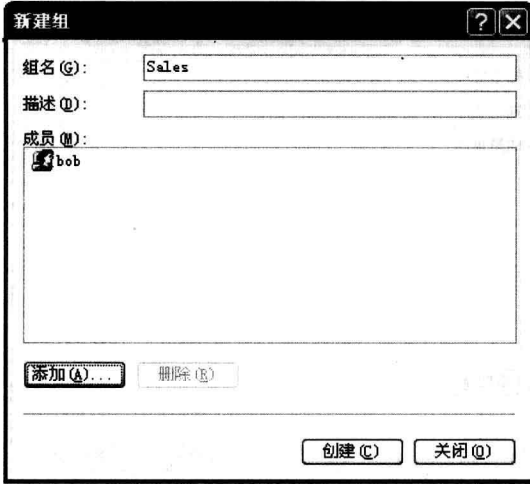 新建组
组名(G): Sales
描述(D):
成员(M):
bob
添加(A)... 删除(R)
创建(C) 关闭(O)